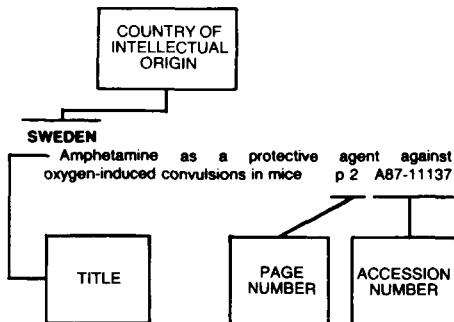 COUNTRY OF
INTELLECTUAL
ORIGIN
SWEDEN
Amphetamine as a protective agent against
oxygen-induced convulsions in mice p 2 A87-11137
TITLE
PAGE
NUMBER
ACCESSION
NUMBER